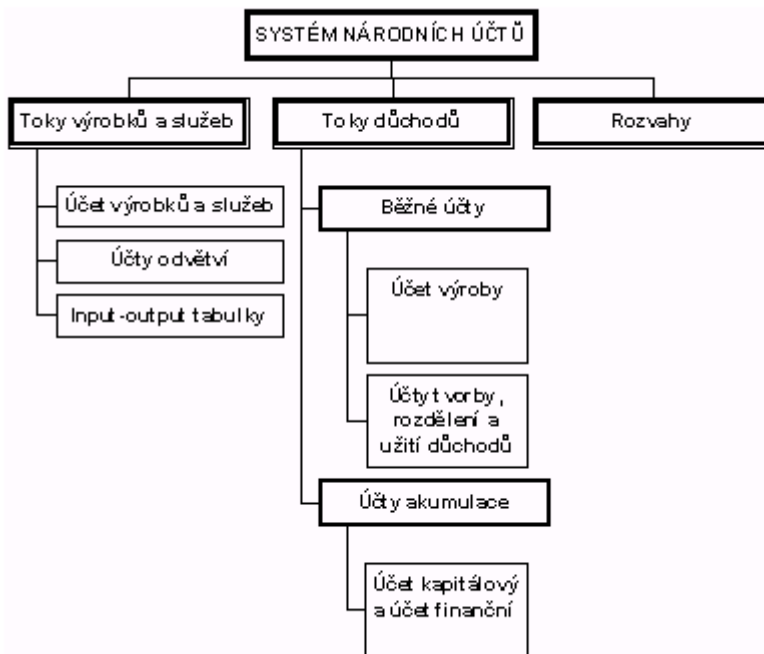 SYSTÉM NÁRODNÍCH ÚČTŮ
Toky výrobků a služeb
Toky důchodů
Rozvahy
Účet výrobků a služeb
Účty odvětví
Input-output tabulky
Běžné účty
Účet výroby
Účty tvorby,
rozdělení a
užití důchodů
Účty akumulace
Účet kapitálový
a účet finanční